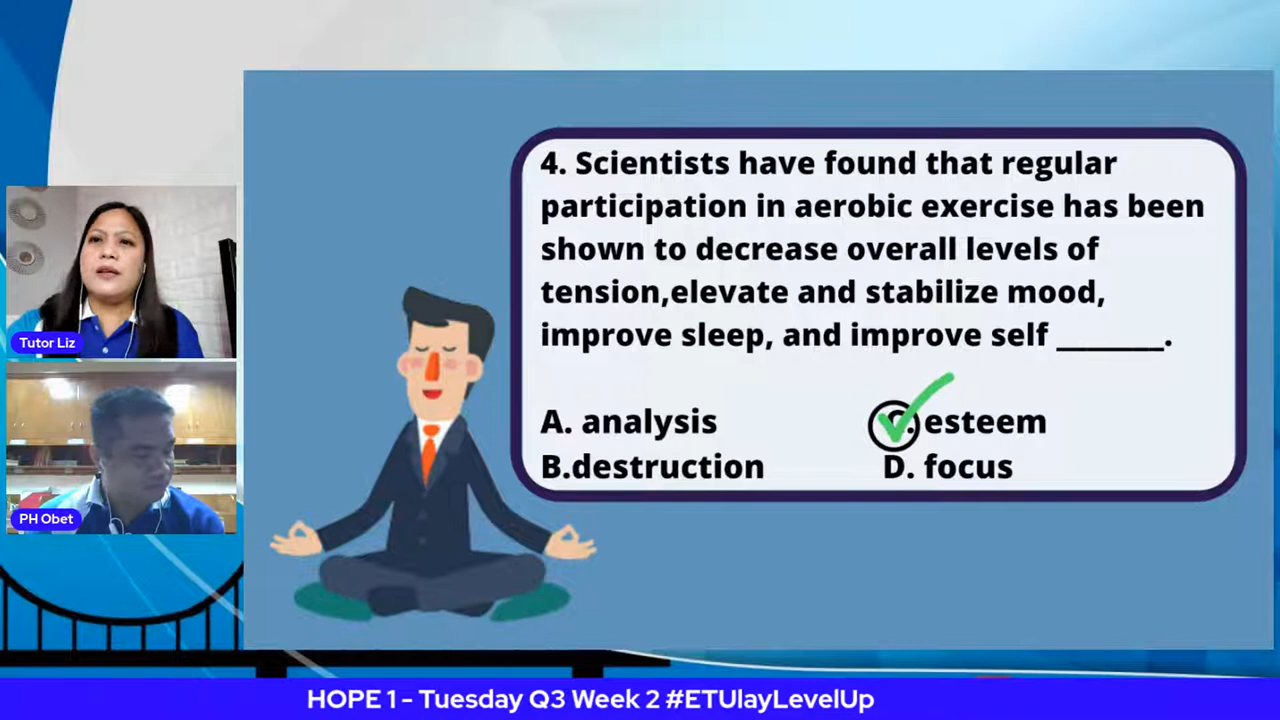 4. Scientists have found that regular
participation in aerobic exercise has been
shown to decrease overall levels of
tension,elevate and stabilize mood,
improve sleep, and improve self ________.
A. analysis
C. esteem
B.destruction
D. focus
Tutor Liz
PH Obet
HOPE 1 - Tuesday Q3 Week 2 #ETUlayLevelUp